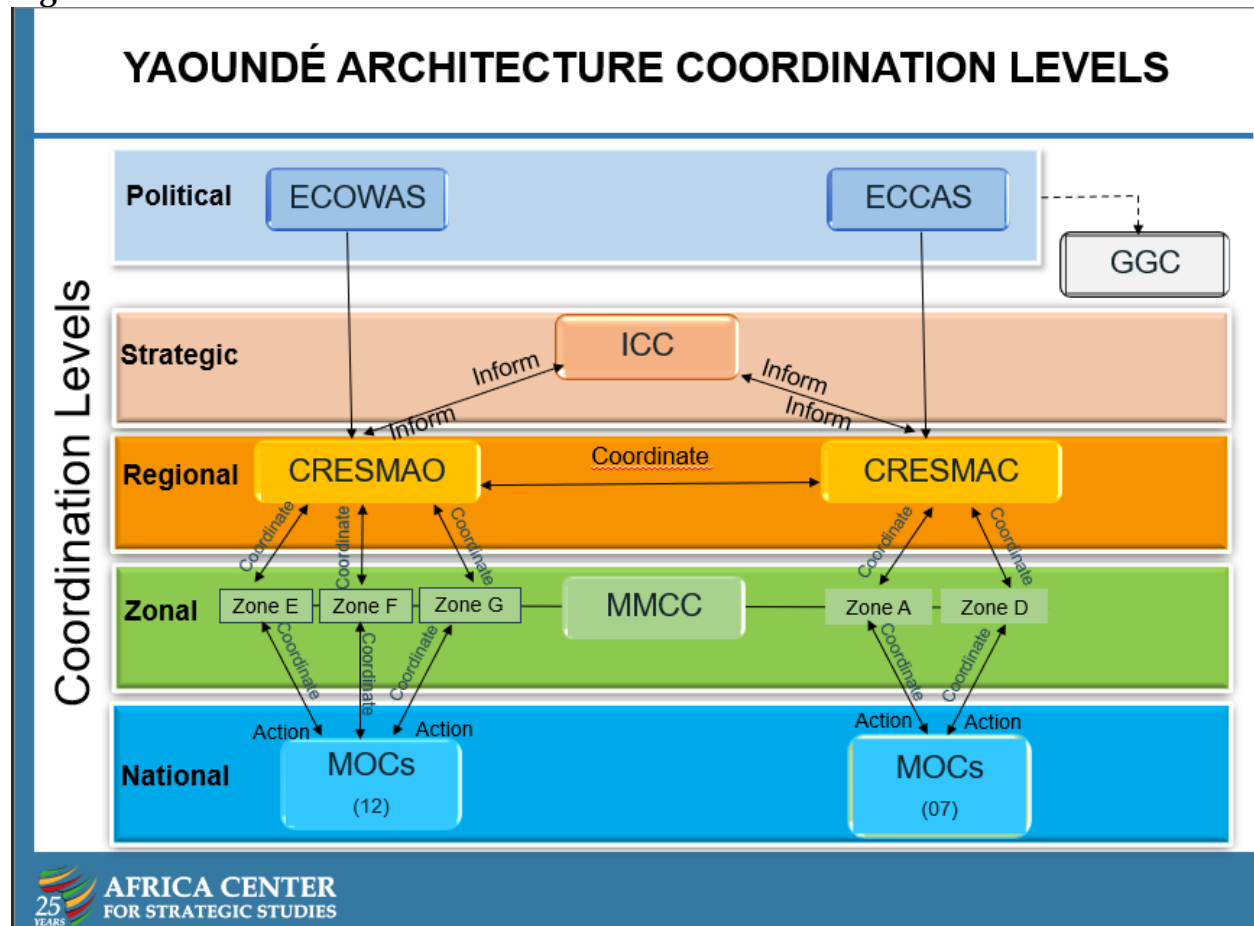 YAOUNDÉ ARCHITECTURE COORDINATION LEVELS
Coordination Levels
Political
ECOWAS
ECCAS
GGC
Strategic
ICC
Inform
Inform
Inform
Inform
Regional
CRESMAO
Coordinate
CRESMAC
Coordinate
Coordinate
Coordinate
Coordinate
Coordinate
Zonal
Zone E
Zone F
Zone G
MMCC
Zone A
Zone D
Coordinate
Coordinate
Coordinate
Coordinate
Coordinate
National
Action
Action
Action
Action
MOCs
(12)
MOCs
(07)
25
YEARS
AFRICA CENTER
FOR STRATEGIC STUDIES